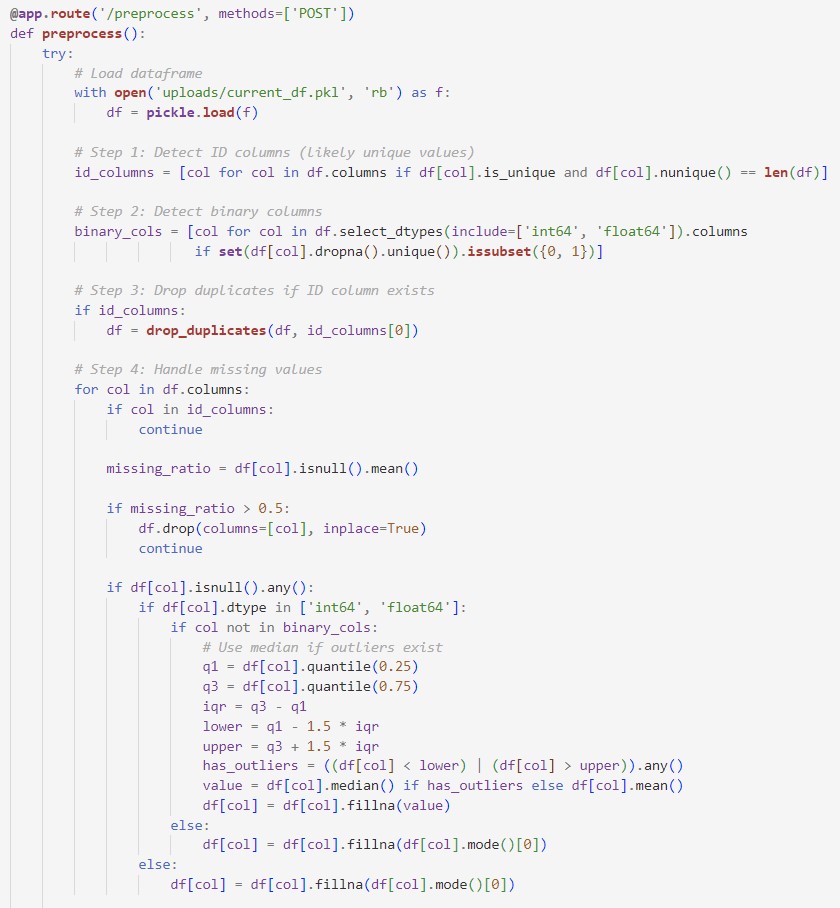 @app.route('/preprocess', methods=['POST'])
def preprocess():
    try:
        # Load dataframe
        with open('uploads/current_df.pkl', 'rb') as f:
            df = pickle.load(f)

        # Step 1: Detect ID columns (likely unique values)
        id_columns = [col for col in df.columns if df[col].is_unique and df[col].nunique() == len(df)]

        # Step 2: Detect binary columns
        binary_cols = [col for col in df.select_dtypes(include=['int64', 'float64']).columns
                       if set(df[col].dropna().unique()).issubset({0, 1})]

        # Step 3: Drop duplicates if ID column exists
        if id_columns:
            df = drop_duplicates(df, id_columns[0])

        # Step 4: Handle missing values
        for col in df.columns:
            if col in id_columns:
                continue

            missing_ratio = df[col].isnull().mean()

            if missing_ratio > 0.5:
                df.drop(columns=[col], inplace=True)
                continue

            if df[col].isnull().any():
                if df[col].dtype in ['int64', 'float64']:
                    if col not in binary_cols:
                        # Use median if outliers exist
                        q1 = df[col].quantile(0.25)
                        q3 = df[col].quantile(0.75)
                        iqr = q3 - q1
                        lower = q1 - 1.5 * iqr
                        upper = q3 + 1.5 * iqr
                        has_outliers = ((df[col] < lower) | (df[col] > upper)).any()
                        value = df[col].median() if has_outliers else df[col].mean()
                        df[col] = df[col].fillna(value)
                    else:
                        df[col] = df[col].fillna(df[col].mode()[0])
                else:
                    df[col] = df[col].fillna(df[col].mode()[0])